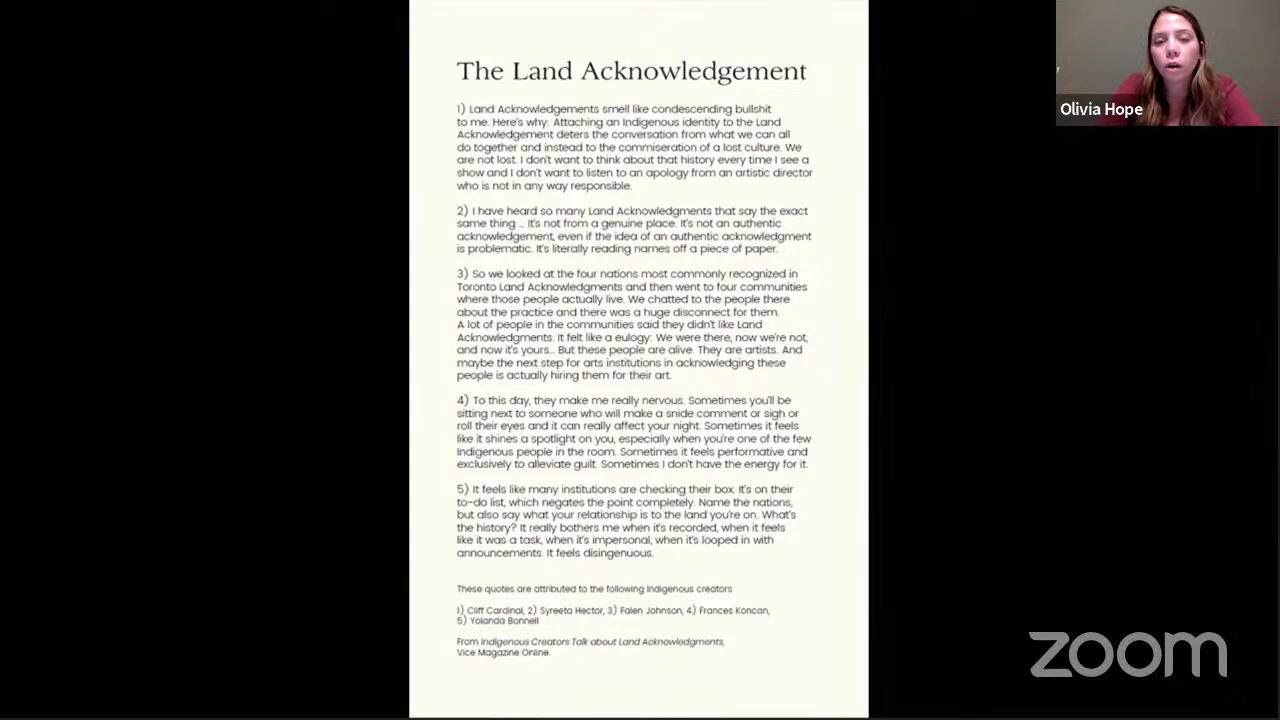 The Land Acknowledgement
1) Land Acknowledgements smell like condescending bullshit
to me. Here's why: Attaching an Indigenous identity to the Land
Acknowledgement deters the conversation from what we can all
do together and instead to the commiseration of a lost culture. We
are not lost. I don't want to think about that history every time I see a
show and I don't want to listen to an apology from an artistic director
who is not in any way responsible.
2) I have heard so many Land Acknowledgments that say the exact
same thing ... It's not from a genuine place. It's not an authentic
acknowledgement, even if the idea of an authentic acknowledgment
is problematic. It's literally reading names off a piece of paper.
3) So we looked at the four nations most commonly recognized in
Toronto Land Acknowledgments and then went to four communities
where those people actually live. We chatted to the people there
about the practice and there was a huge disconnect for them.
A lot of people in the communities said they didn't like Land
Acknowledgments. It felt like a eulogy: We were there, now we're not,
and now it's yours... But these people are alive. They are artists. And
maybe the next step for arts institutions in acknowledging these
people is actually hiring them for their art.
4) To this day, they make me really nervous. Sometimes you'll be
sitting next to someone who will make a snide comment or sigh or
roll their eyes and it can really affect your night. Sometimes it feels
like it shines a spotlight on you, especially when you're one of the few
Indigenous people in the room. Sometimes it feels performative and
exclusively to alleviate guilt. Sometimes I don't have the energy for it.
5) It feels like many institutions are checking their box. It's on their
to-do list, which negates the point completely. Name the nations,
but also say what your relationship is to the land you're on. What's
the history? It really bothers me when it's recorded, when it feels
like it was a task, when it's impersonal, when it's looped in with
announcements. It feels disingenuous.
These quotes are attributed to the following Indigenous creators:
1) Cliff Cardinal, 2) Syreeta Hector, 3) Falen Johnson, 4) Frances Koncan,
5) Yolanda Bonnell
From Indigenous Creators Talk about Land Acknowledgments,
Vice Magazine Online.
Olivia Hope
zoom